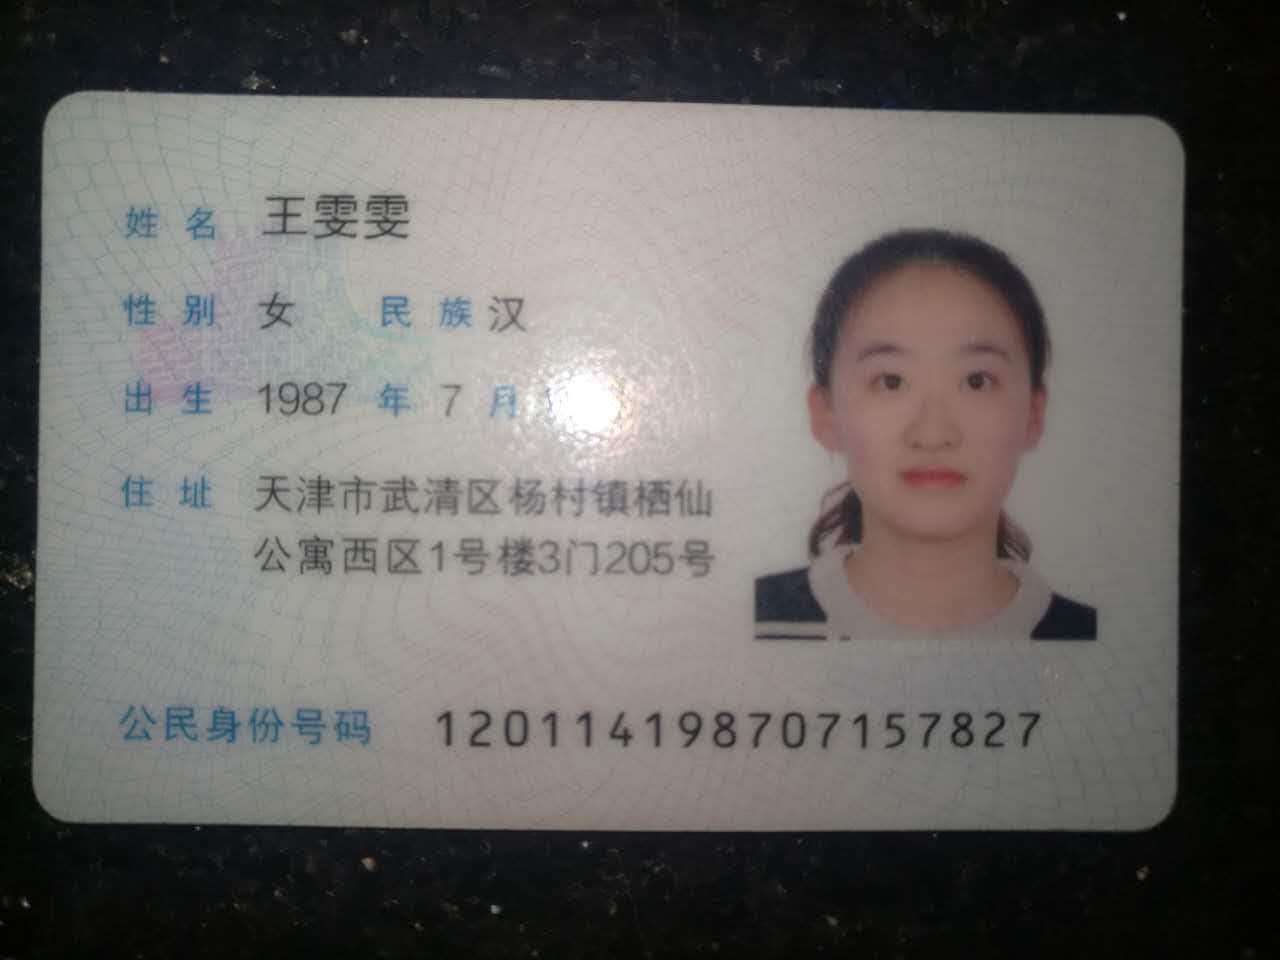 姓名 王雯雯
性别 女 民族 汉
出生 1987 年 7 月
住址 天津市武清区杨村镇栖仙
公寓西区1号楼3门205号
公民身份号码 120114198707157827